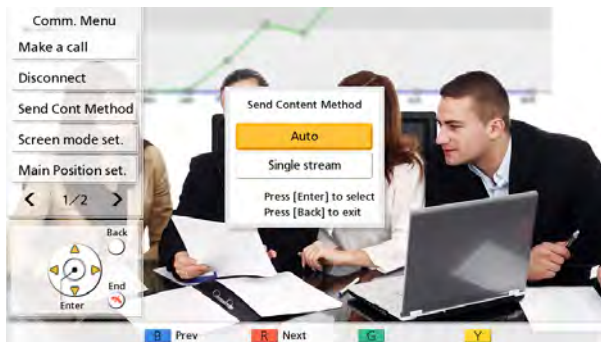 Comm. Menu
Make a call
Disconnect
Send Cont Method
Screen mode set.
Main Position set.
1/2
Back
End
Enter
Send Content Method
Auto
Single stream
Press [Enter] to select
Press [Back] to exit
B Prev
R Next
G
Y